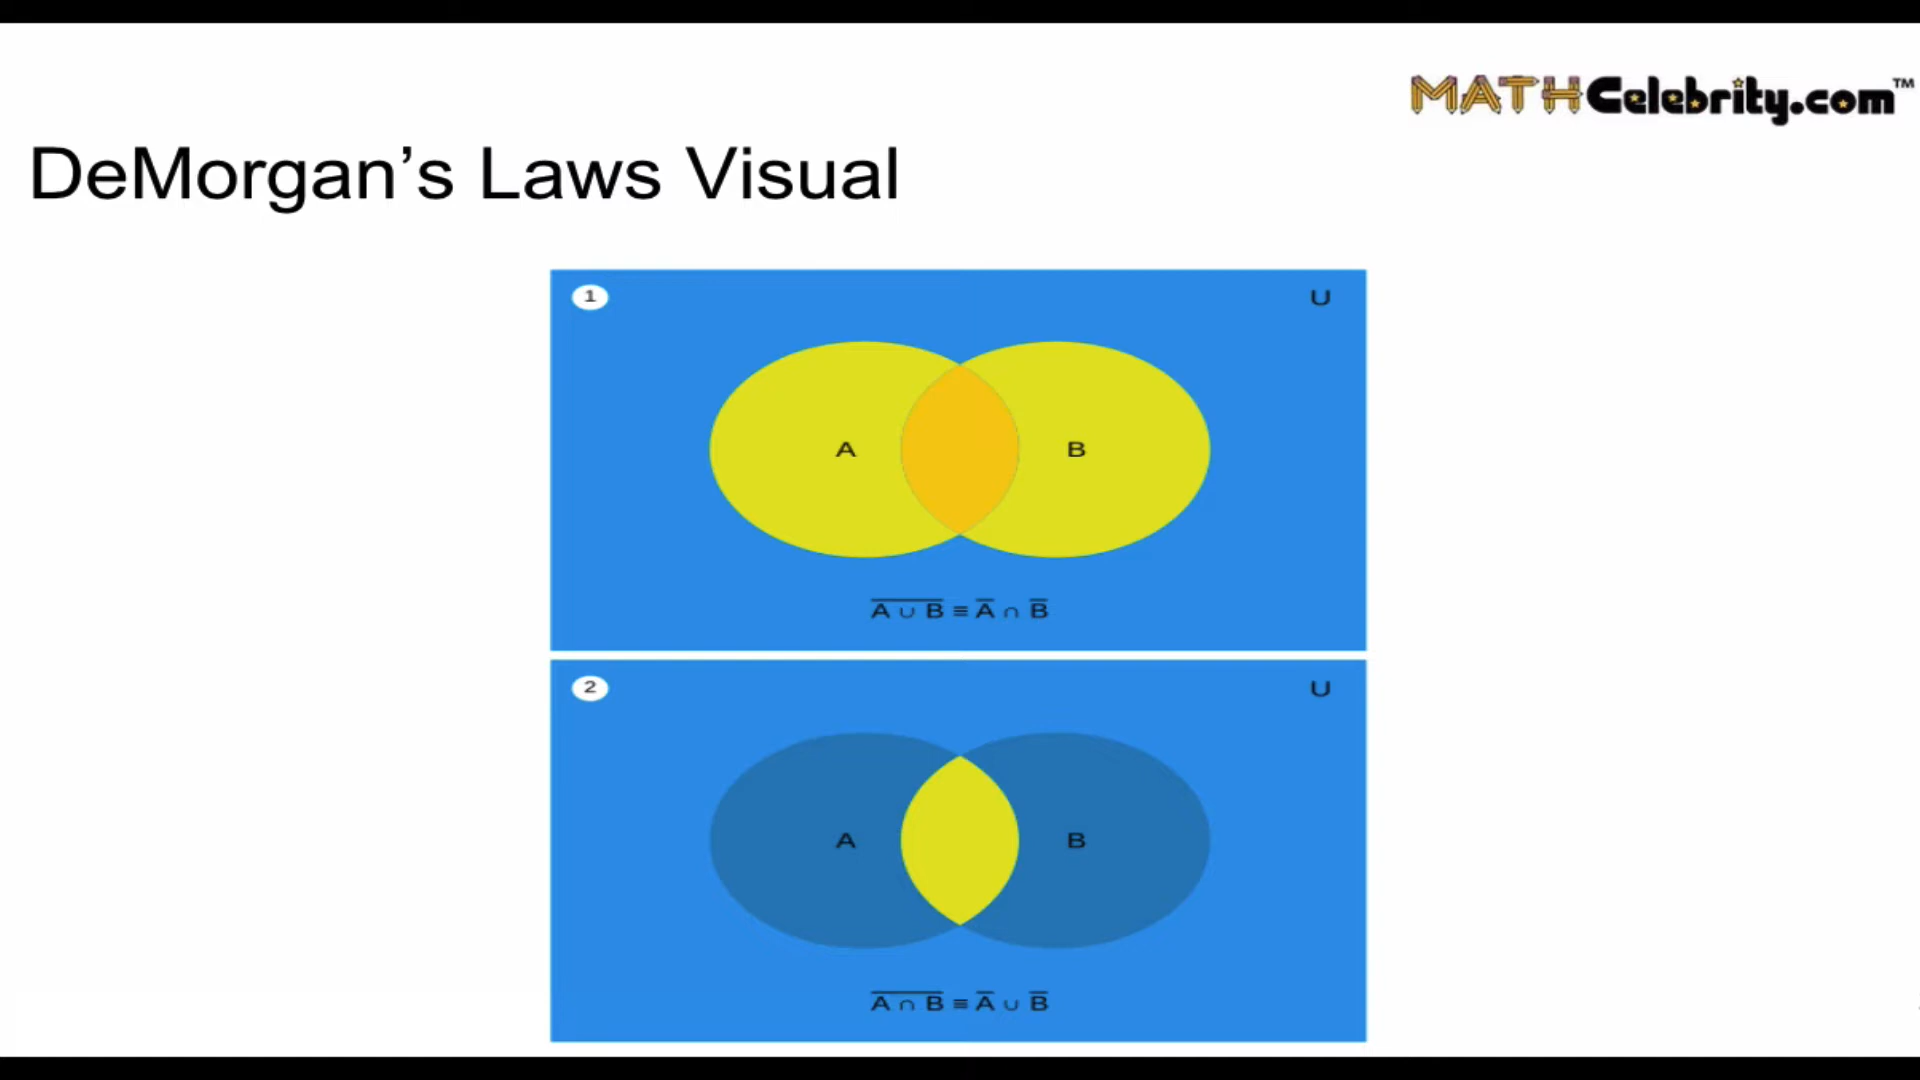 MATHCelebrity.com™
DeMorgan’s Laws Visual
1
U
A
B
A̅ ̅∪̅ ̅B̅ ≡ A̅ ∩ B̅
2
U
A
B
A̅ ̅∩̅ ̅B̅ ≡ A̅ ∪ B̅